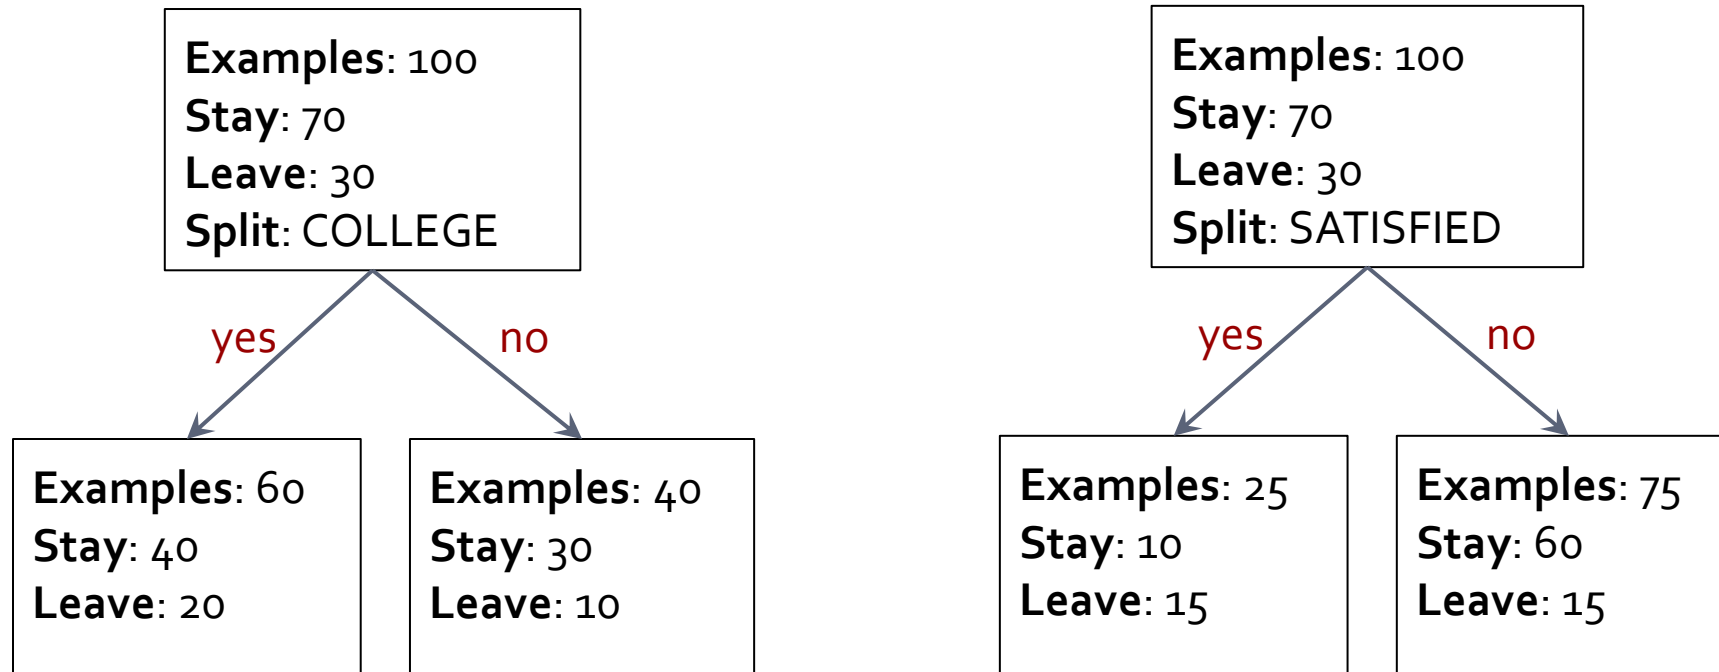 Examples: 100
Stay: 70
Leave: 30
Split: COLLEGE
yes
no
Examples: 60
Stay: 40
Leave: 20
Examples: 40
Stay: 30
Leave: 10
Examples: 100
Stay: 70
Leave: 30
Split: SATISFIED
yes
no
Examples: 25
Stay: 10
Leave: 15
Examples: 75
Stay: 60
Leave: 15